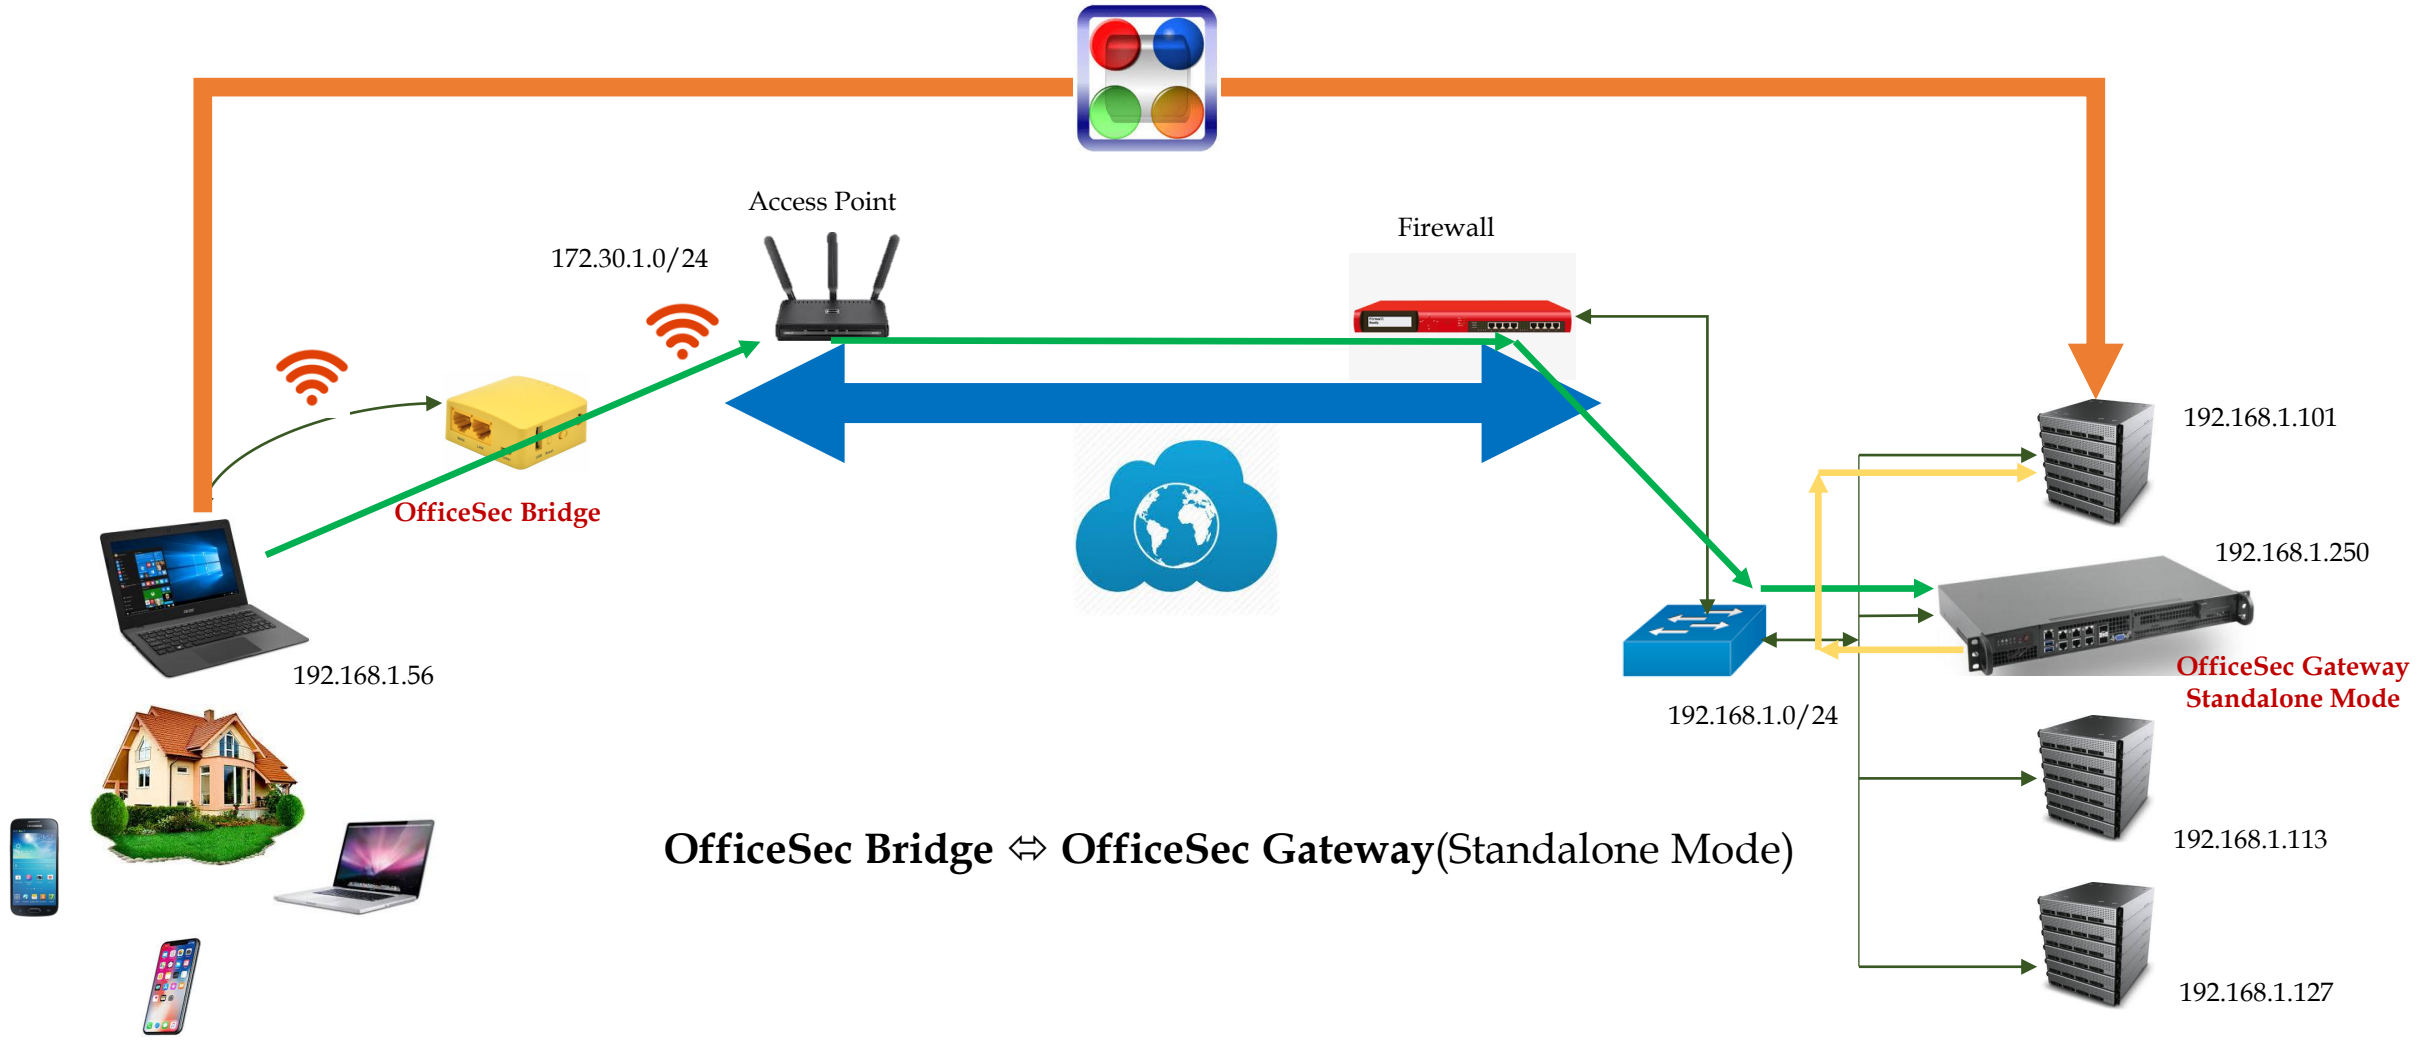 Access Point
Firewall
172.30.1.0/24
192.168.1.101
OfficeSec Bridge
192.168.1.250
192.168.1.56
OfficeSec Gateway
Standalone Mode
192.168.1.0/24
192.168.1.113
OfficeSec Bridge ⬄ OfficeSec Gateway(Standalone Mode)
192.168.1.127